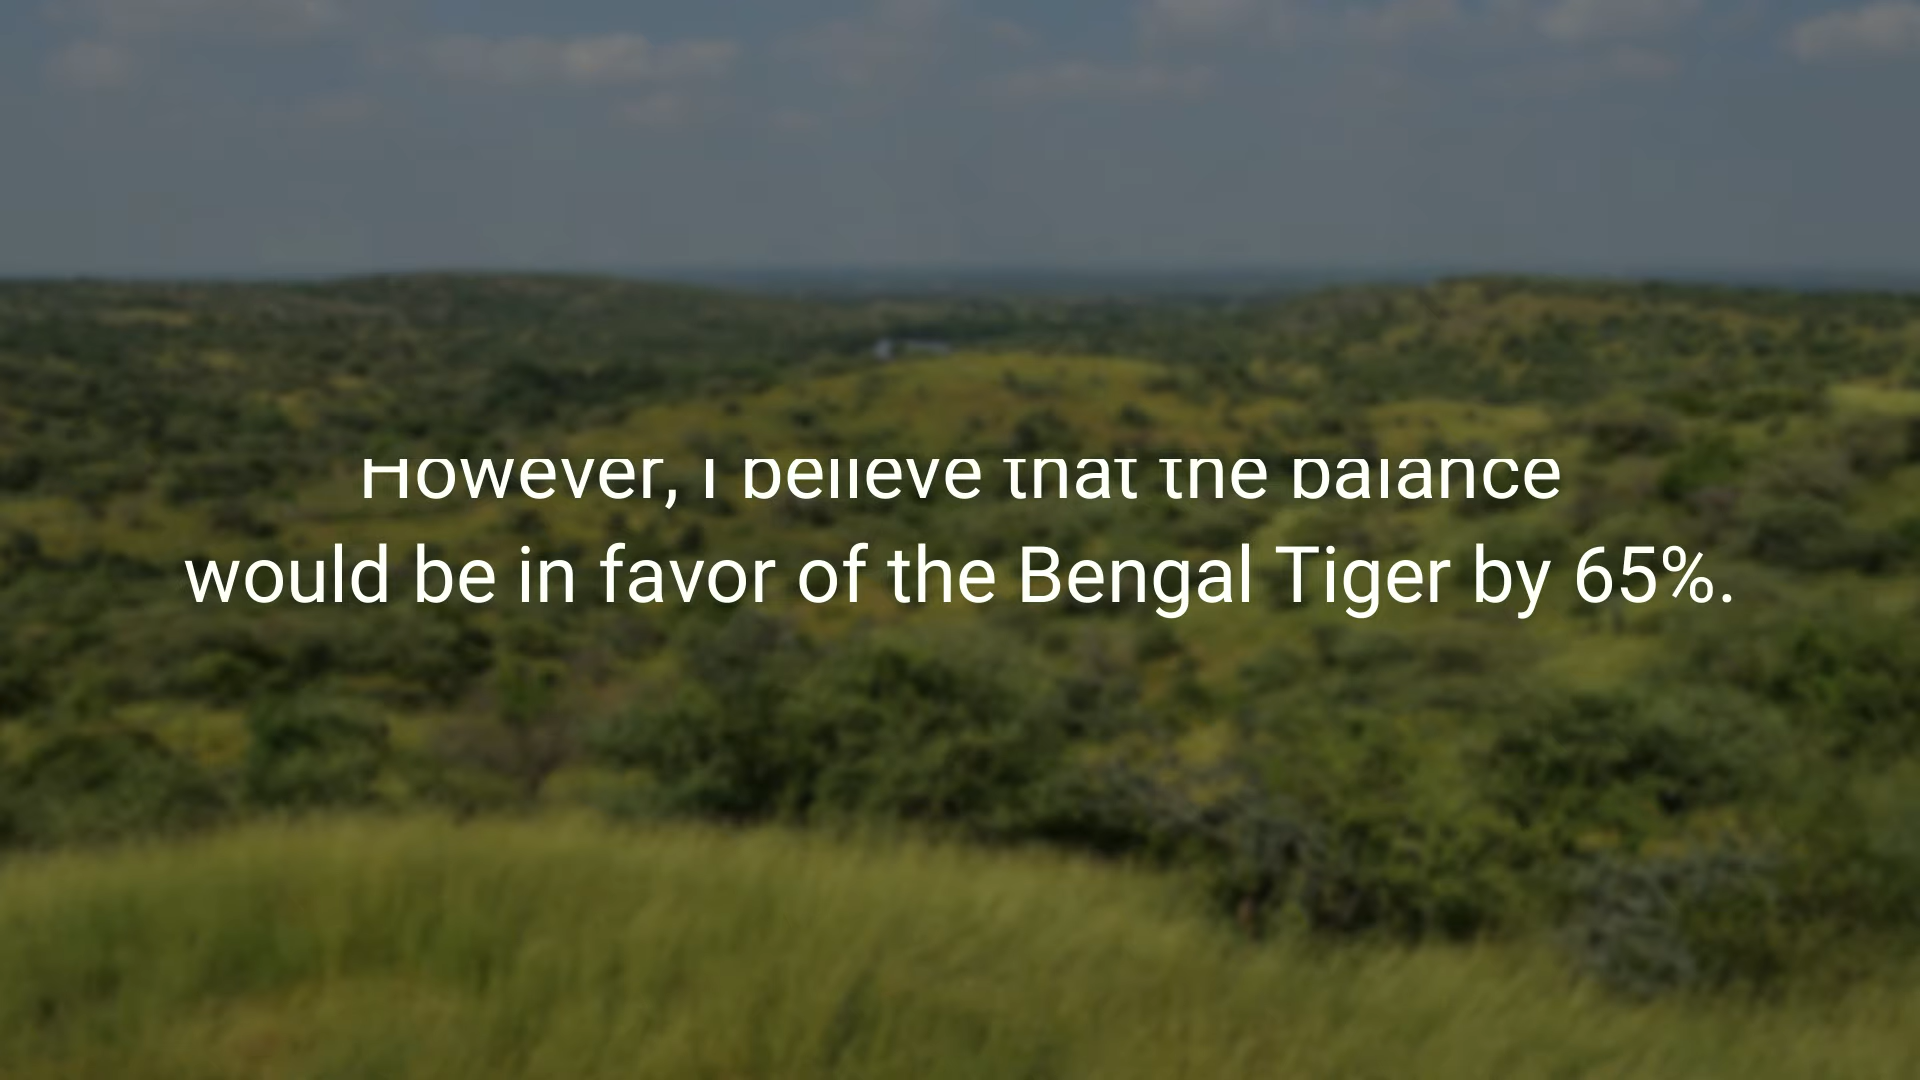 However, I believe that the balance
would be in favor of the Bengal Tiger by 65%.